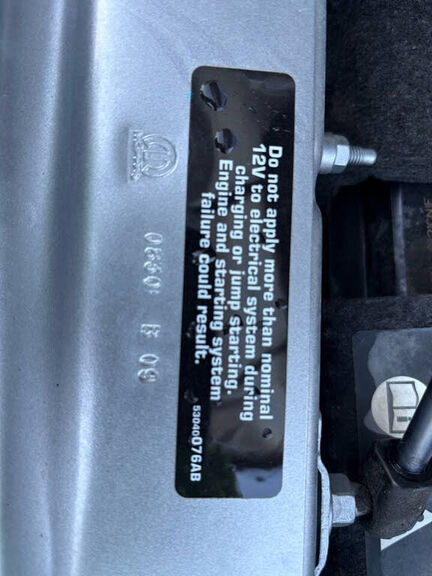 Do not apply more than nominal
12V to electrical system during
charging or jump starting.
Engine and starting system
failure could result.
53040076AB